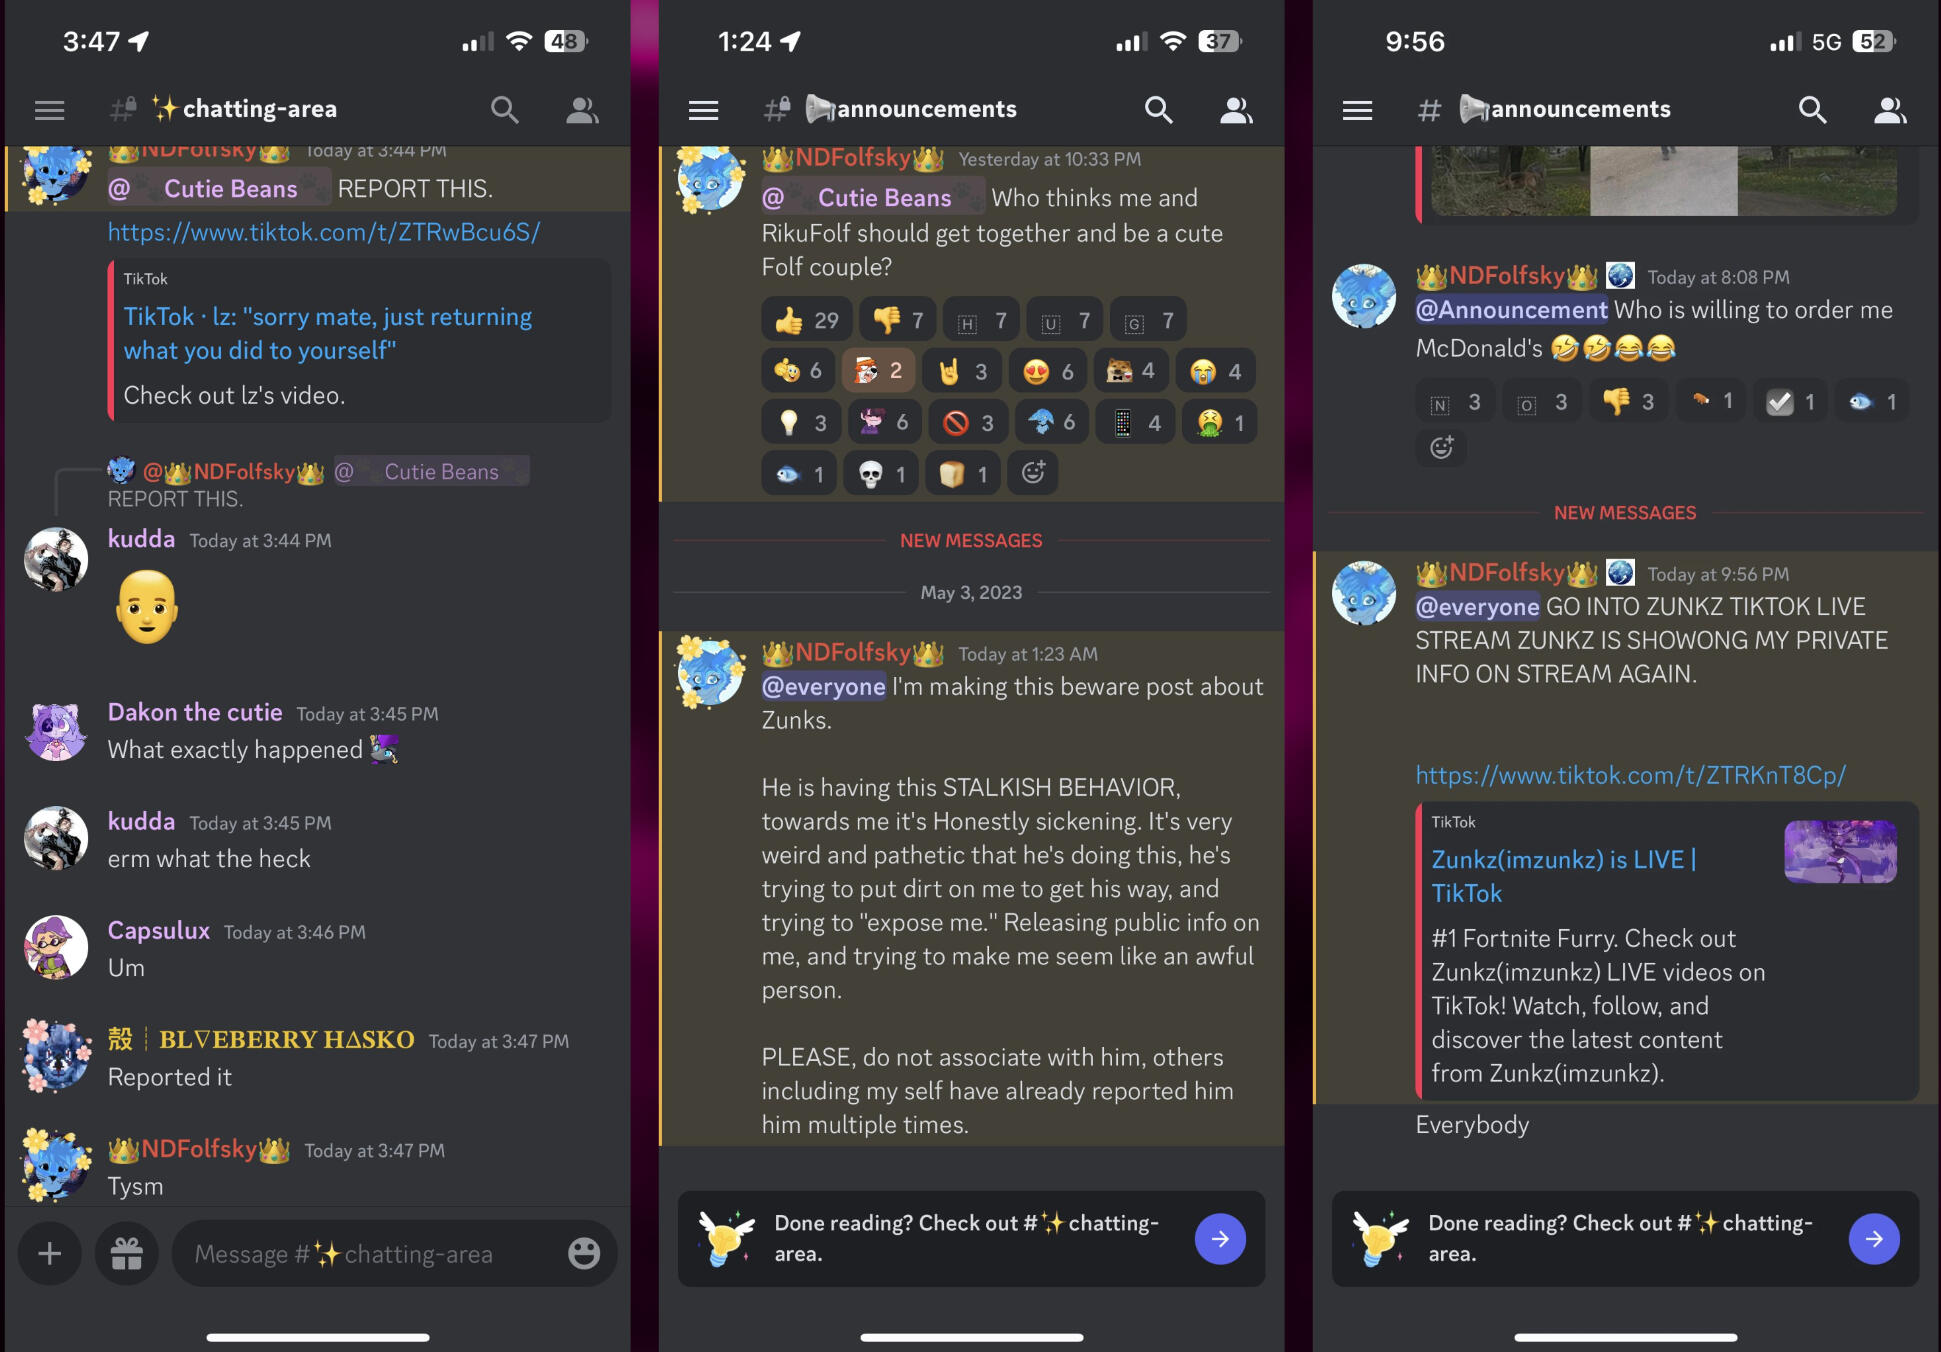 3:47
48
✨chatting-area
👑NDFolfsky👑 Today at 3:44 PM
@ Cutie Beans REPORT THIS.
https://www.tiktok.com/t/ZTRwBcu6S/
TikTok
TikTok · lz: "sorry mate, just returning
what you did to yourself"
Check out lz's video.
@👑NDFolfsky👑 @ Cutie Beans
REPORT THIS.
kudda Today at 3:44 PM
Dakon the cutie Today at 3:45 PM
What exactly happened
kudda Today at 3:45 PM
erm what the heck
Capsulux Today at 3:46 PM
Um
殻┊BL∇EBERRY HΔSKO Today at 3:47 PM
Reported it
👑NDFolfsky👑 Today at 3:47 PM
Tysm
Message #✨chatting-area
1:24
37
announcements
👑NDFolfsky👑 Yesterday at 10:33 PM
@ Cutie Beans Who thinks me and
RikuFolf should get together and be a cute
Folf couple?
👍 29 👎 7 H 7 U 7 G 7
6 2 🤘 3 😍 6 4 😭 4
💡 3 6 🚫 3 6 📱 4 🤮 1
🐟 1 💀 1 🍞 1
NEW MESSAGES
May 3, 2023
👑NDFolfsky👑 Today at 1:23 AM
@everyone I'm making this beware post about
Zunks.
He is having this STALKISH BEHAVIOR,
towards me it's Honestly sickening. It's very
weird and pathetic that he's doing this, he's
trying to put dirt on me to get his way, and
trying to "expose me." Releasing public info on
me, and trying to make me seem like an awful
person.
PLEASE, do not associate with him, others
including my self have already reported him
him multiple times.
Done reading? Check out #✨chatting-
area.
9:56
5G 52
# announcements
👑NDFolfsky👑 Today at 8:08 PM
@Announcement Who is willing to order me
McDonald's 🤣🤣😂😂
N 3 O 3 👎 3 1 1 🐟 1
NEW MESSAGES
👑NDFolfsky👑 Today at 9:56 PM
@everyone GO INTO ZUNKZ TIKTOK LIVE
STREAM ZUNKZ IS SHOWONG MY PRIVATE
INFO ON STREAM AGAIN.
https://www.tiktok.com/t/ZTRKnT8Cp/
TikTok
Zunkz(imzunkz) is LIVE |
TikTok
#1 Fortnite Furry. Check out
Zunkz(imzunkz) LIVE videos on
TikTok! Watch, follow, and
discover the latest content
from Zunkz(imzunkz).
Everybody
Done reading? Check out #✨chatting-
area.